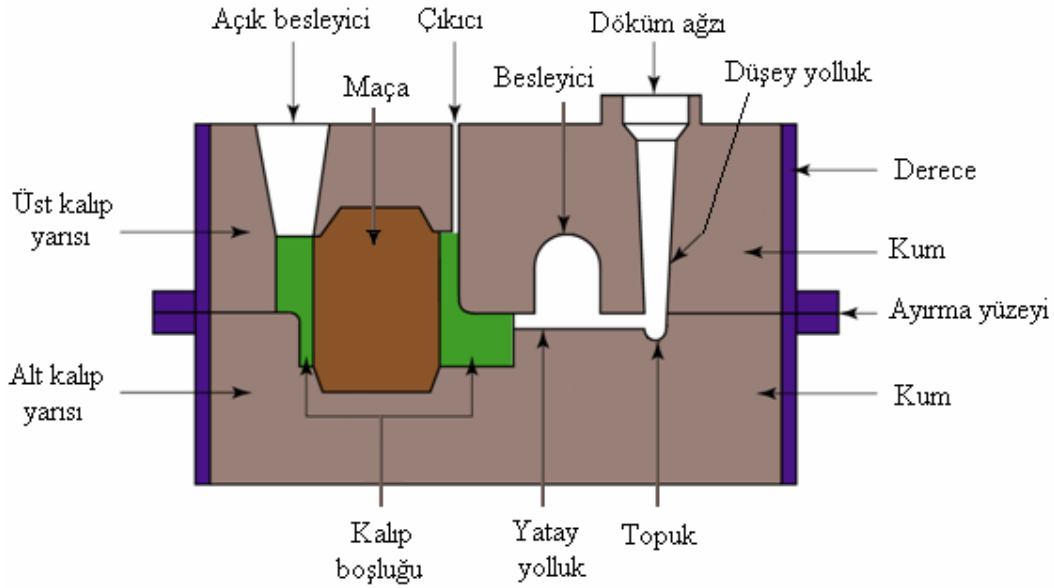 Açık besleyici
Çıkıcı
Döküm ağzı
Maça
Besleyici
Düşey yolluk
Derece
Üst kalıp
yarısı
Kum
Ayırma yüzeyi
Alt kalıp
yarısı
Kum
Kalıp
boşluğu
Yatay
yolluk
Topuk